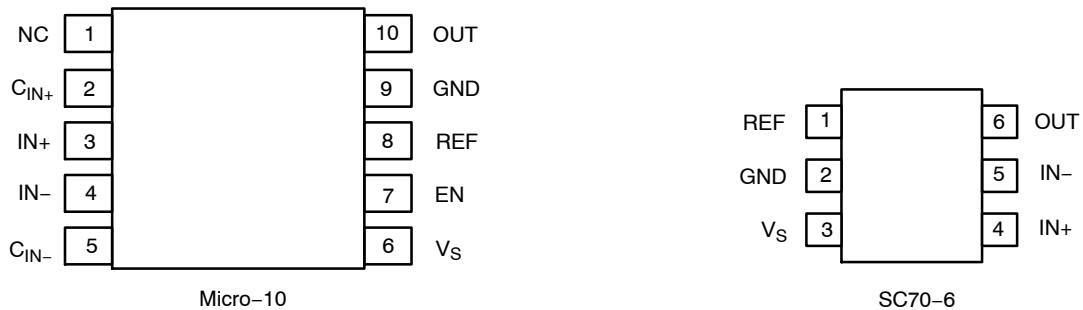 NC 1 10 OUT
C_IN+ 2 9 GND
IN+ 3 8 REF
IN− 4 7 EN
C_IN− 5 6 V_S
Micro−10
REF 1 6 OUT
GND 2 5 IN−
V_S 3 4 IN+
SC70−6